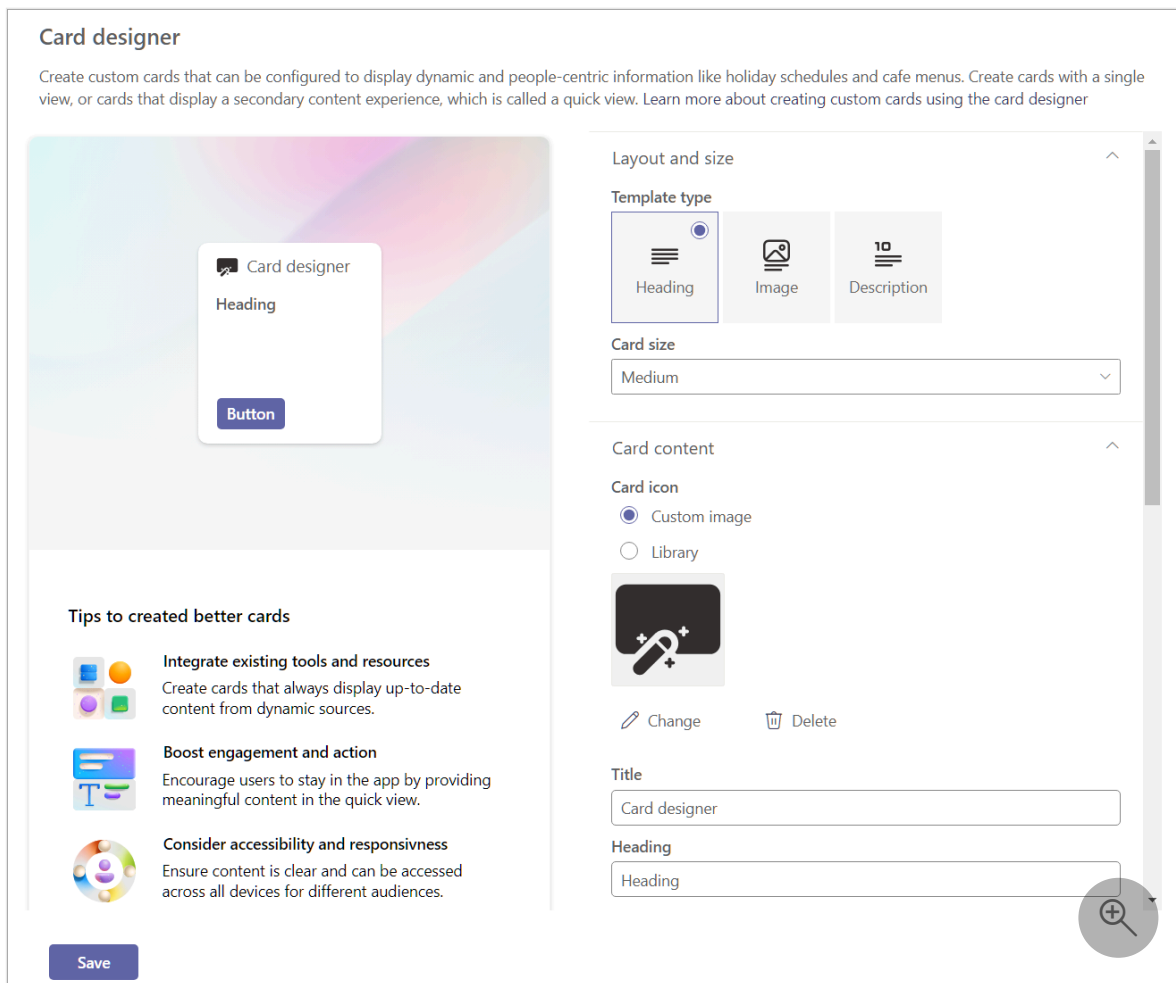 Card designer
Create custom cards that can be configured to display dynamic and people-centric information like holiday schedules and cafe menus. Create cards with a single
view, or cards that display a secondary content experience, which is called a quick view. Learn more about creating custom cards using the card designer
Card designer
Heading
Button
Tips to created better cards
Integrate existing tools and resources
Create cards that always display up-to-date
content from dynamic sources.
Boost engagement and action
Encourage users to stay in the app by providing
meaningful content in the quick view.
Consider accessibility and responsivness
Ensure content is clear and can be accessed
across all devices for different audiences.
Layout and size
Template type
Heading
Image
10
Description
Card size
Medium
Card content
Card icon
Custom image
Library
Change
Delete
Title
Card designer
Heading
Heading
Save